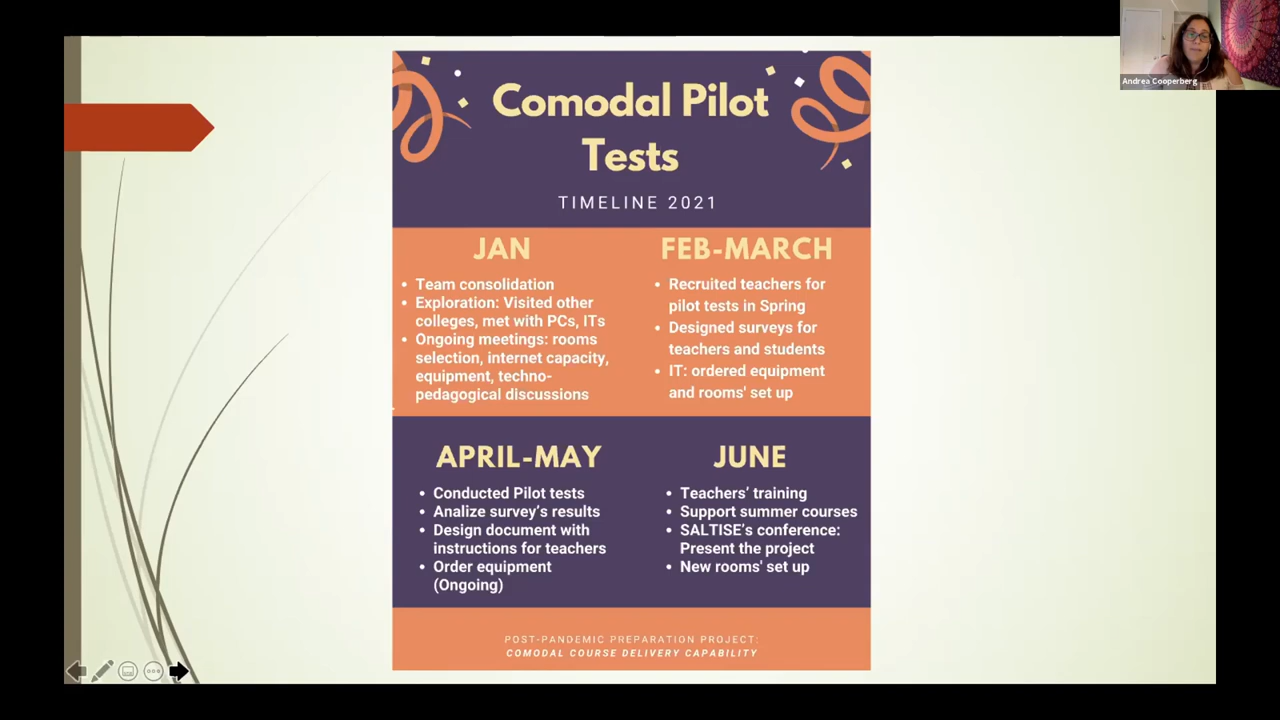 Comodal Pilot
Tests
TIMELINE 2021
JAN
• Team consolidation
• Exploration: Visited other
colleges, met with PCs, ITs
• Ongoing meetings: rooms
selection, internet capacity,
equipment, techno-
pedagogical discussions
FEB-MARCH
• Recruited teachers for
pilot tests in Spring
• Designed surveys for
teachers and students
• IT: ordered equipment
and rooms' set up
APRIL-MAY
• Conducted Pilot tests
• Analize survey's results
• Design document with
instructions for teachers
• Order equipment
(Ongoing)
JUNE
• Teachers’ training
• Support summer courses
• SALTISE's conference:
Present the project
• New rooms' set up
POST-PANDEMIC PREPARATION PROJECT:
COMODAL COURSE DELIVERY CAPABILITY
Andrea Cooperberg